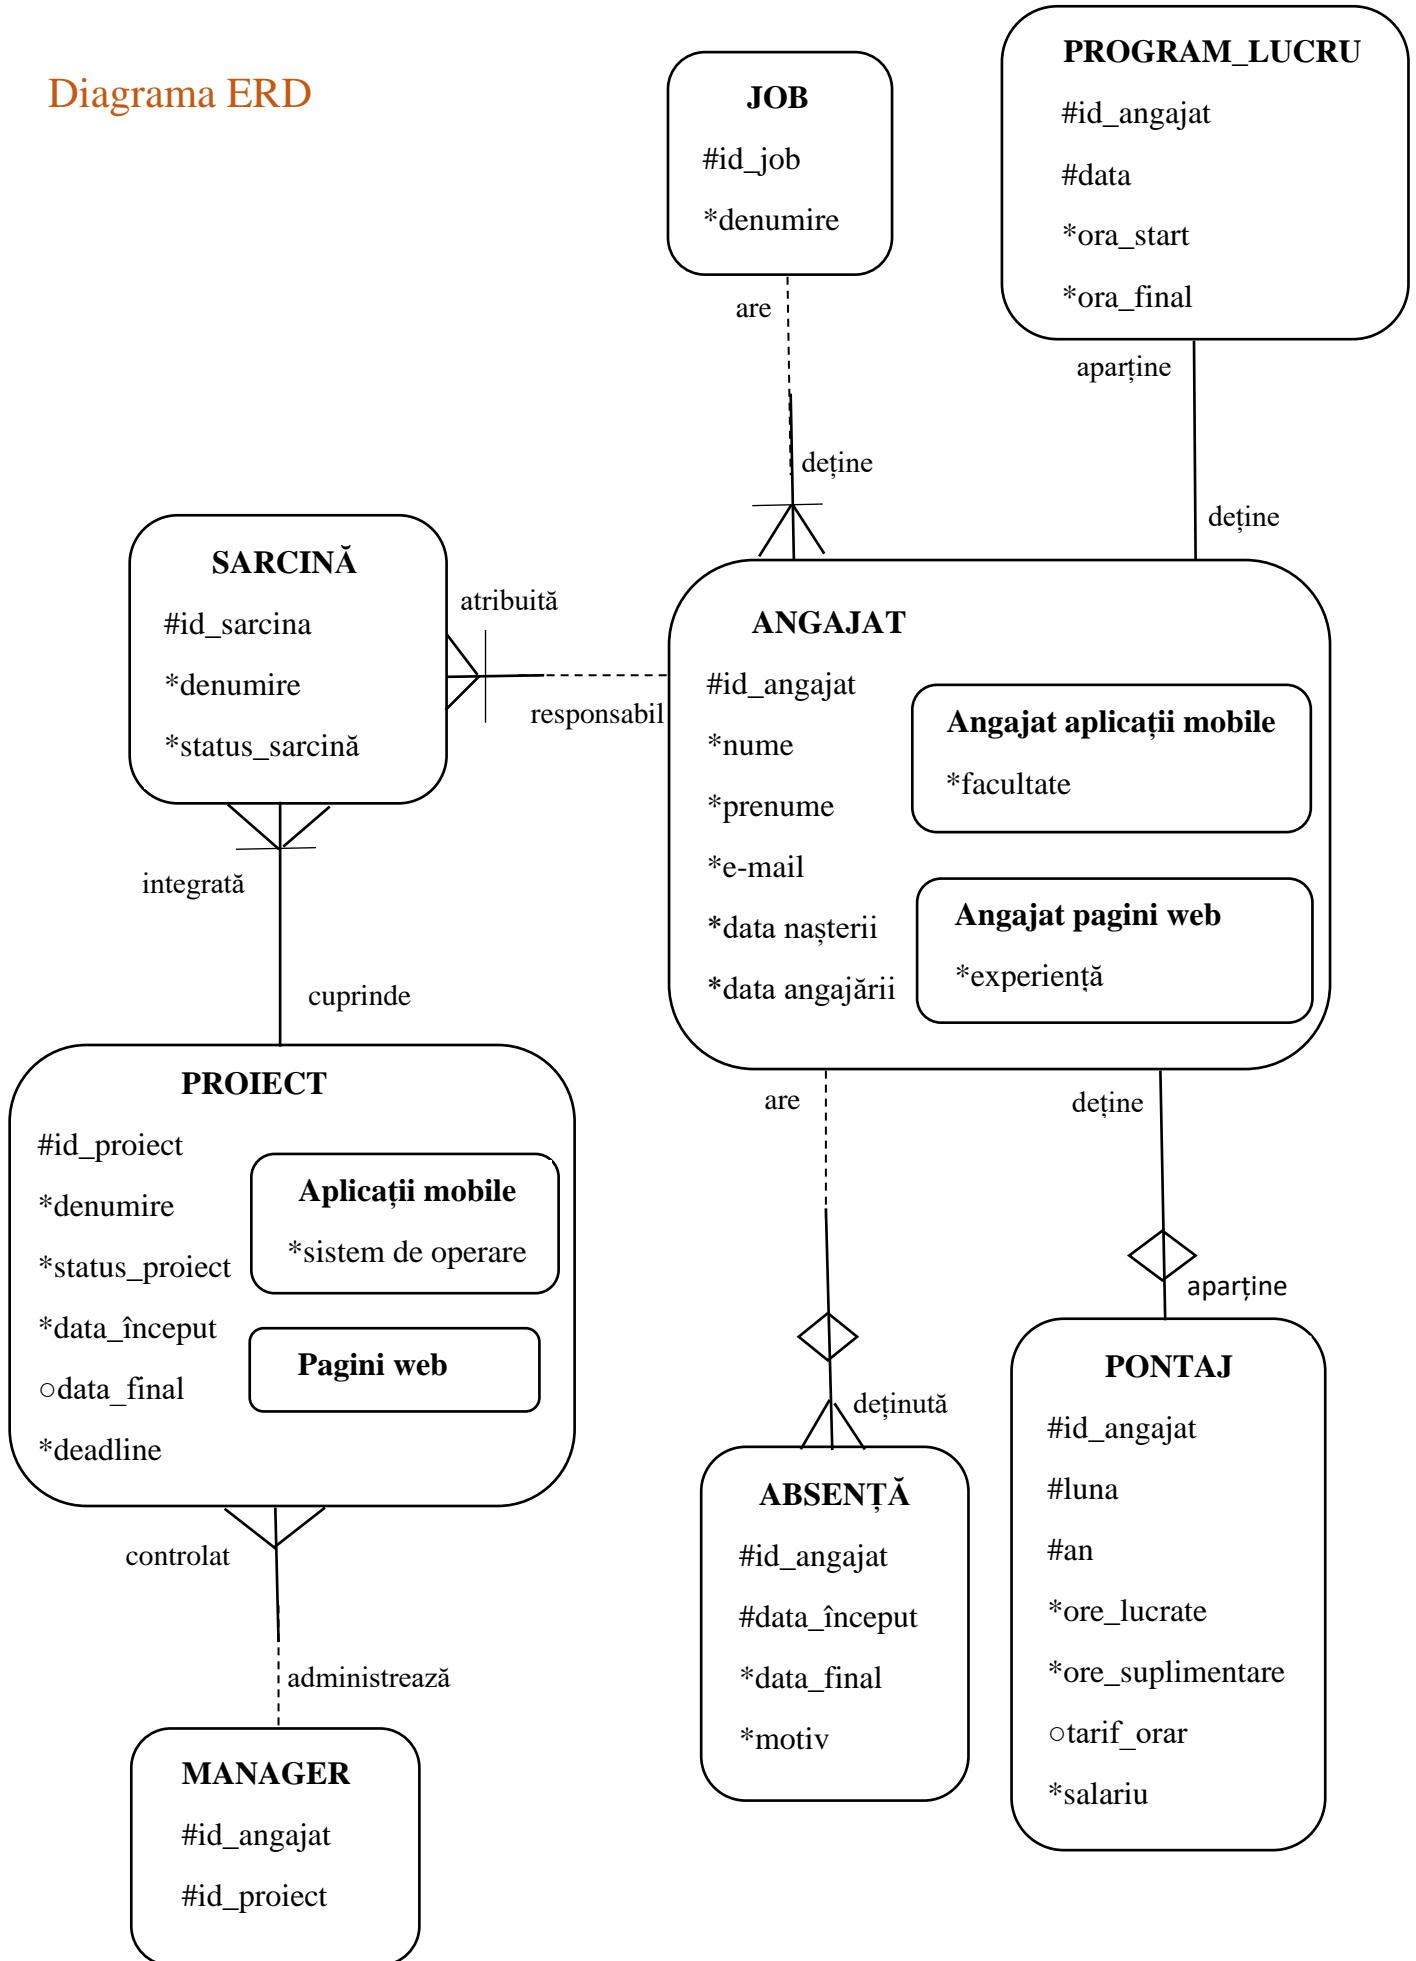 Diagrama ERD
JOB
#id_job
*denumire
PROGRAM_LUCRU
#id_angajat
#data
*ora_start
*ora_final
are
aparține
deține
deține
SARCINĂ
#id_sarcina
*denumire
*status_sarcină
atribuită
responsabil
ANGAJAT
#id_angajat
*nume
*prenume
*e-mail
*data nașterii
*data angajării
Angajat aplicații mobile
*facultate
Angajat pagini web
*experiență
integrată
cuprinde
PROIECT
#id_proiect
*denumire
*status_proiect
*data_început
○data_final
*deadline
Aplicații mobile
*sistem de operare
Pagini web
are
deține
aparține
deținută
controlat
administrează
MANAGER
#id_angajat
#id_proiect
ABSENȚĂ
#id_angajat
#data_început
*data_final
*motiv
PONTAJ
#id_angajat
#luna
#an
*ore_lucrate
*ore_suplimentare
○tarif_orar
*salariu